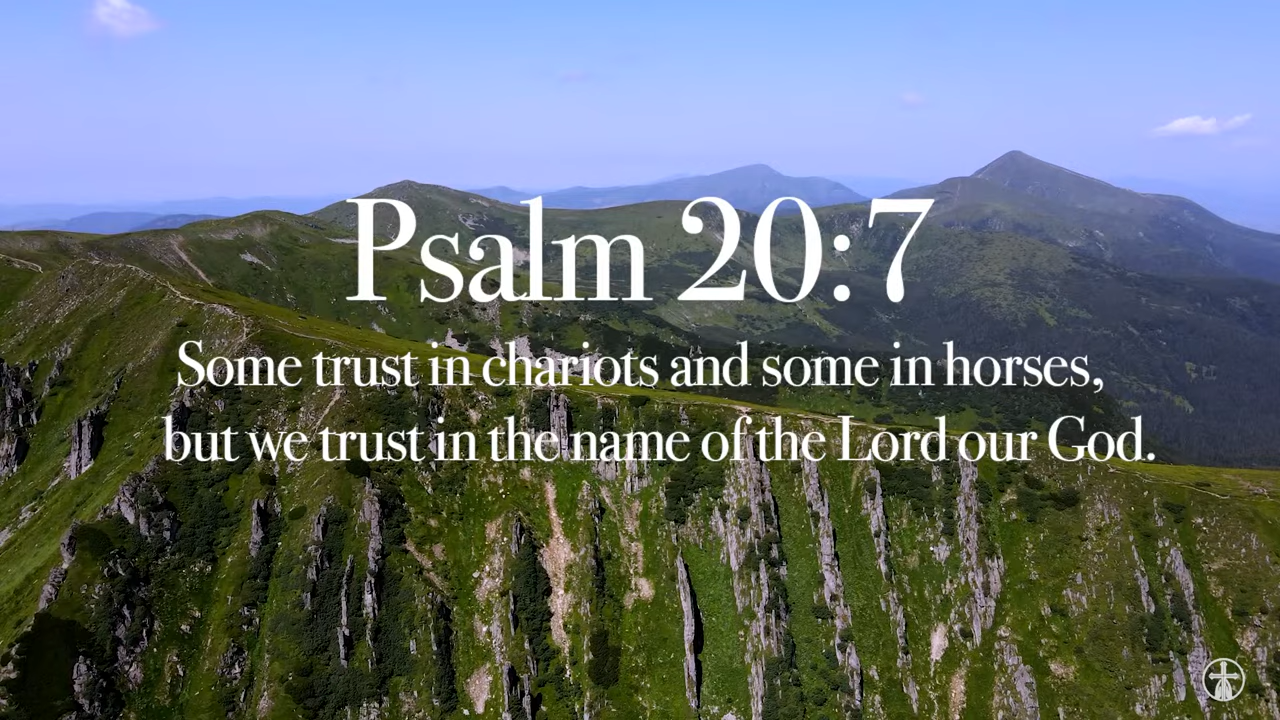 Psalm 20:7
Some trust in chariots and some in horses,
but we trust in the name of the Lord our God.